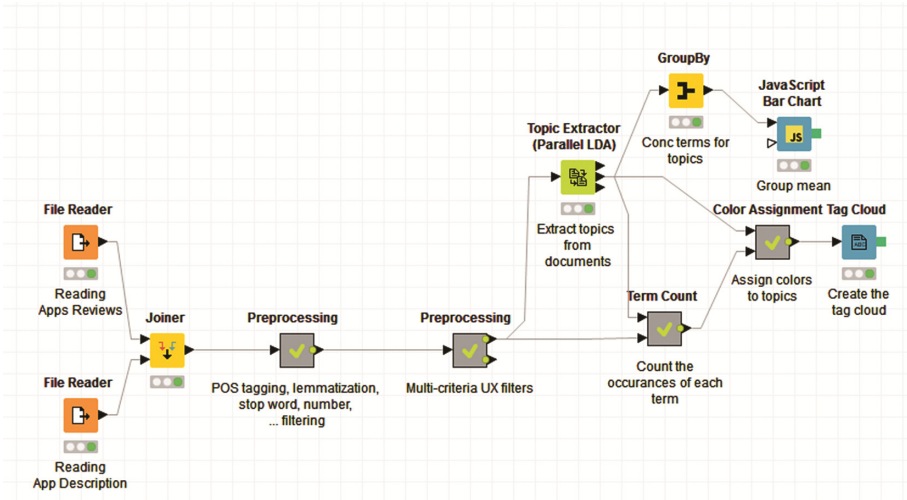 GroupBy
Conc terms for
topics
JavaScript
Bar Chart
JS
Group mean
Topic Extractor
(Parallel LDA)
Extract topics
from
documents
File Reader
Reading
Apps Reviews
Color Assignment
Assign colors
to topics
Tag Cloud
ABC
Create the
tag cloud
Joiner
Preprocessing
POS tagging, lemmatization,
stop word, number,
... filtering
Preprocessing
Multi-criteria UX filters
Term Count
Count the
occurances of each
term
File Reader
Reading
App Description